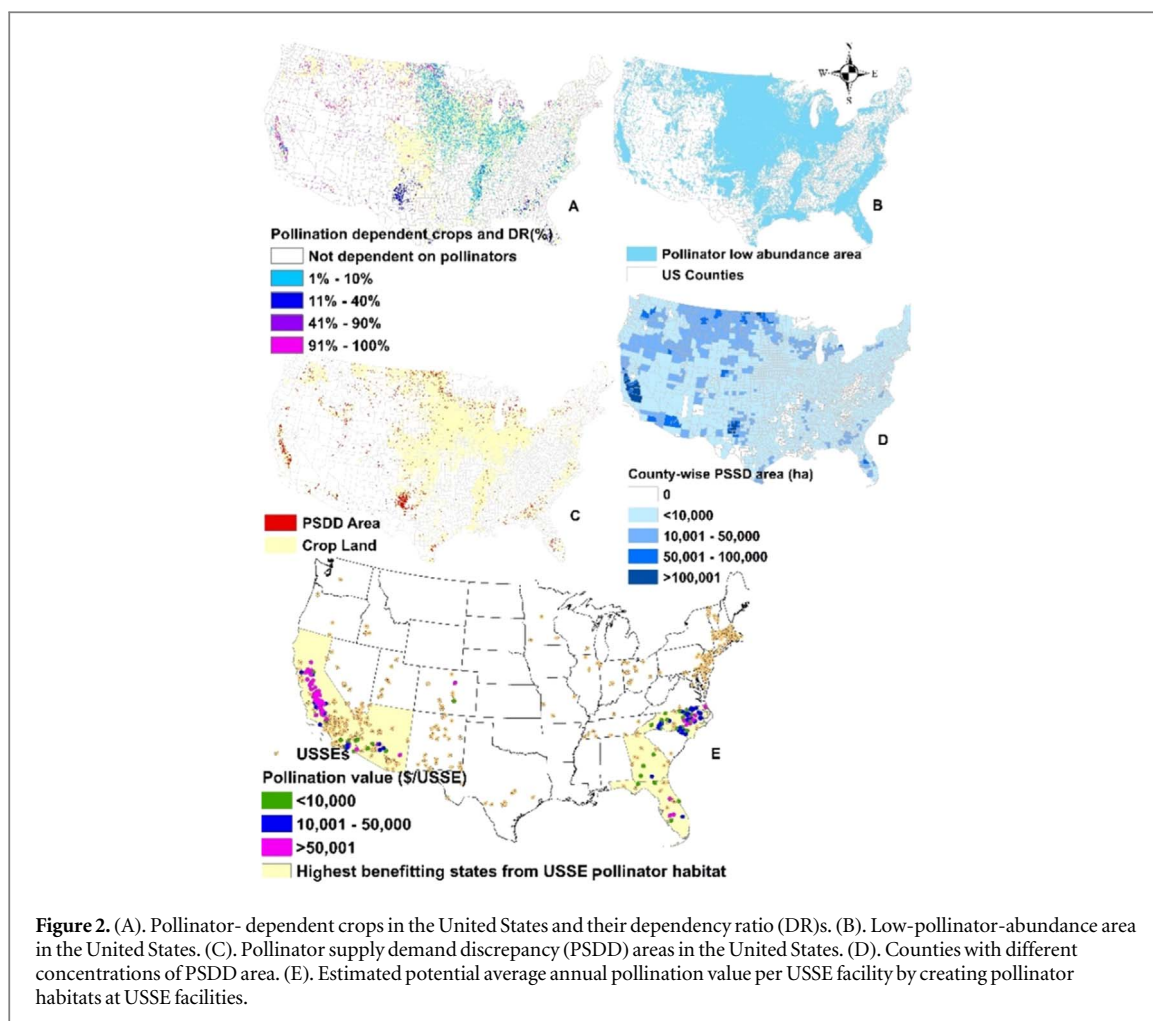 N
W E
S
A
B
Pollination dependent crops and DR(%)
Not dependent on pollinators
1% - 10%
11% - 40%
41% - 90%
91% - 100%
Pollinator low abundance area
US Counties
C
PSDD Area
Crop Land
D
County-wise PSSD area (ha)
0
<10,000
10,001 - 50,000
50,001 - 100,000
>100,001
E
USSEs
Pollination value ($/USSE)
<10,000
10,001 - 50,000
>50,001
Highest benefitting states from USSE pollinator habitat
Figure 2. (A). Pollinator- dependent crops in the United States and their dependency ratio (DR)s. (B). Low-pollinator-abundance area
in the United States. (C). Pollinator supply demand discrepancy (PSDD) areas in the United States. (D). Counties with different
concentrations of PSDD area. (E). Estimated potential average annual pollination value per USSE facility by creating pollinator
habitats at USSE facilities.